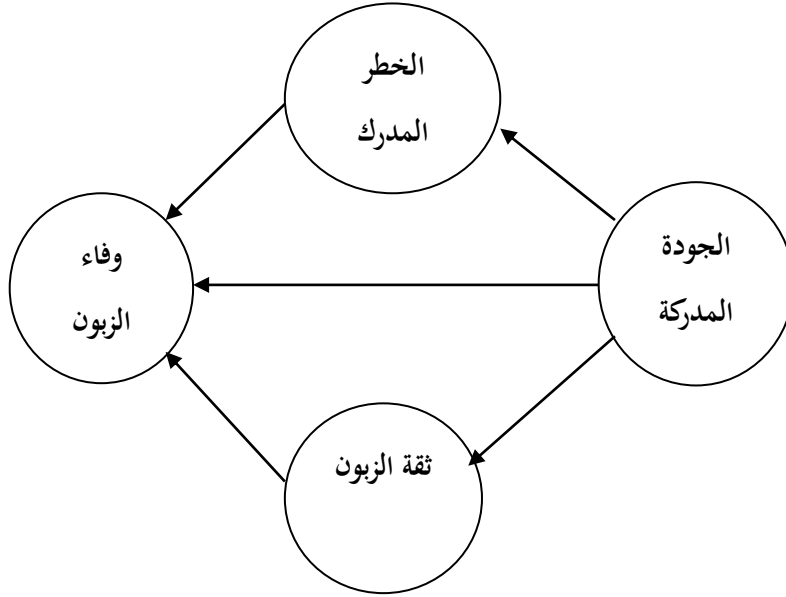 الخطر
المدرك
الجودة
المدركة
وفاء
الزبون
ثقة الزبون